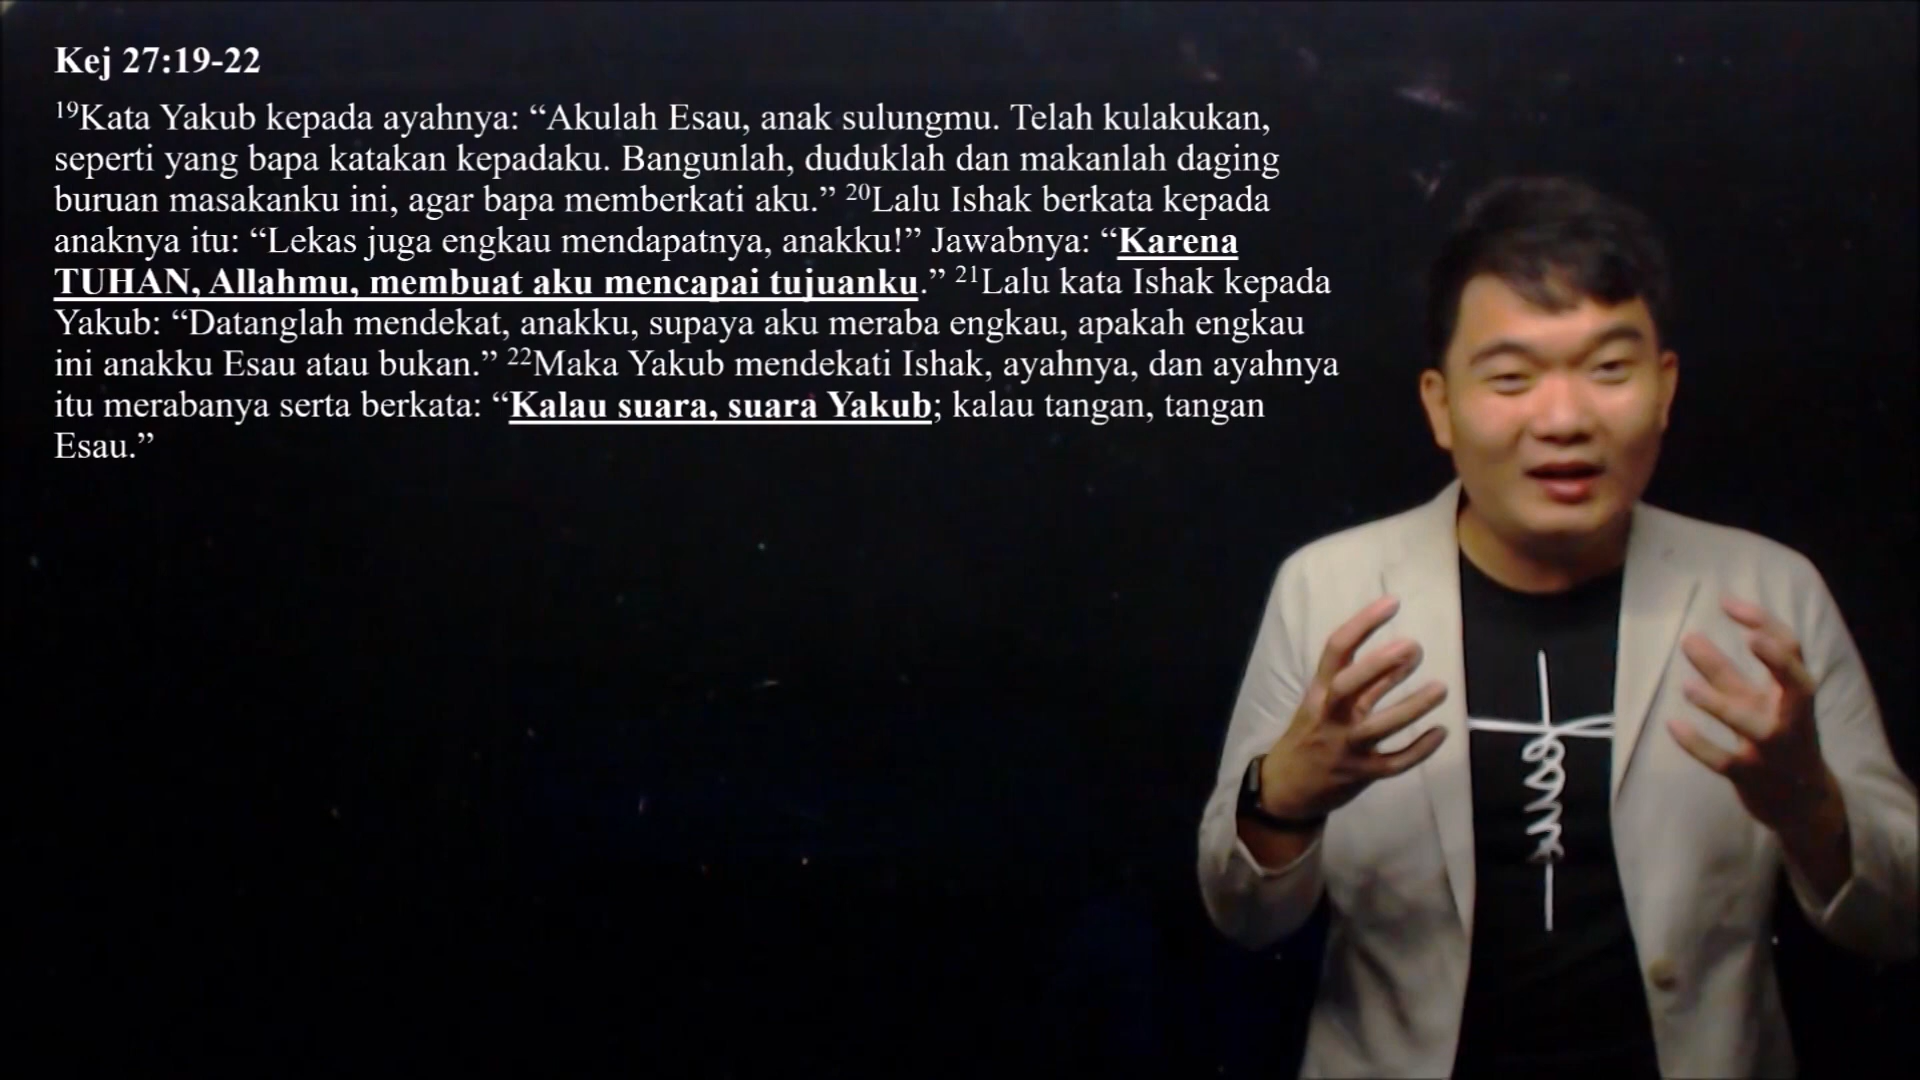 Kej 27:19-22
¹⁹Kata Yakub kepada ayahnya: “Akulah Esau, anak sulungmu. Telah kulakukan,
seperti yang bapa katakan kepadaku. Bangunlah, duduklah dan makanlah daging
buruan masakanku ini, agar bapa memberkati aku.” ²⁰Lalu Ishak berkata kepada
anaknya itu: “Lekas juga engkau mendapatnya, anakku!” Jawabnya: “Karena
TUHAN, Allahmu, membuat aku mencapai tujuanku.” ²¹Lalu kata Ishak kepada
Yakub: “Datanglah mendekat, anakku, supaya aku meraba engkau, apakah engkau
ini anakku Esau atau bukan.” ²²Maka Yakub mendekati Ishak, ayahnya, dan ayahnya
itu merabanya serta berkata: “Kalau suara, suara Yakub; kalau tangan, tangan
Esau.”